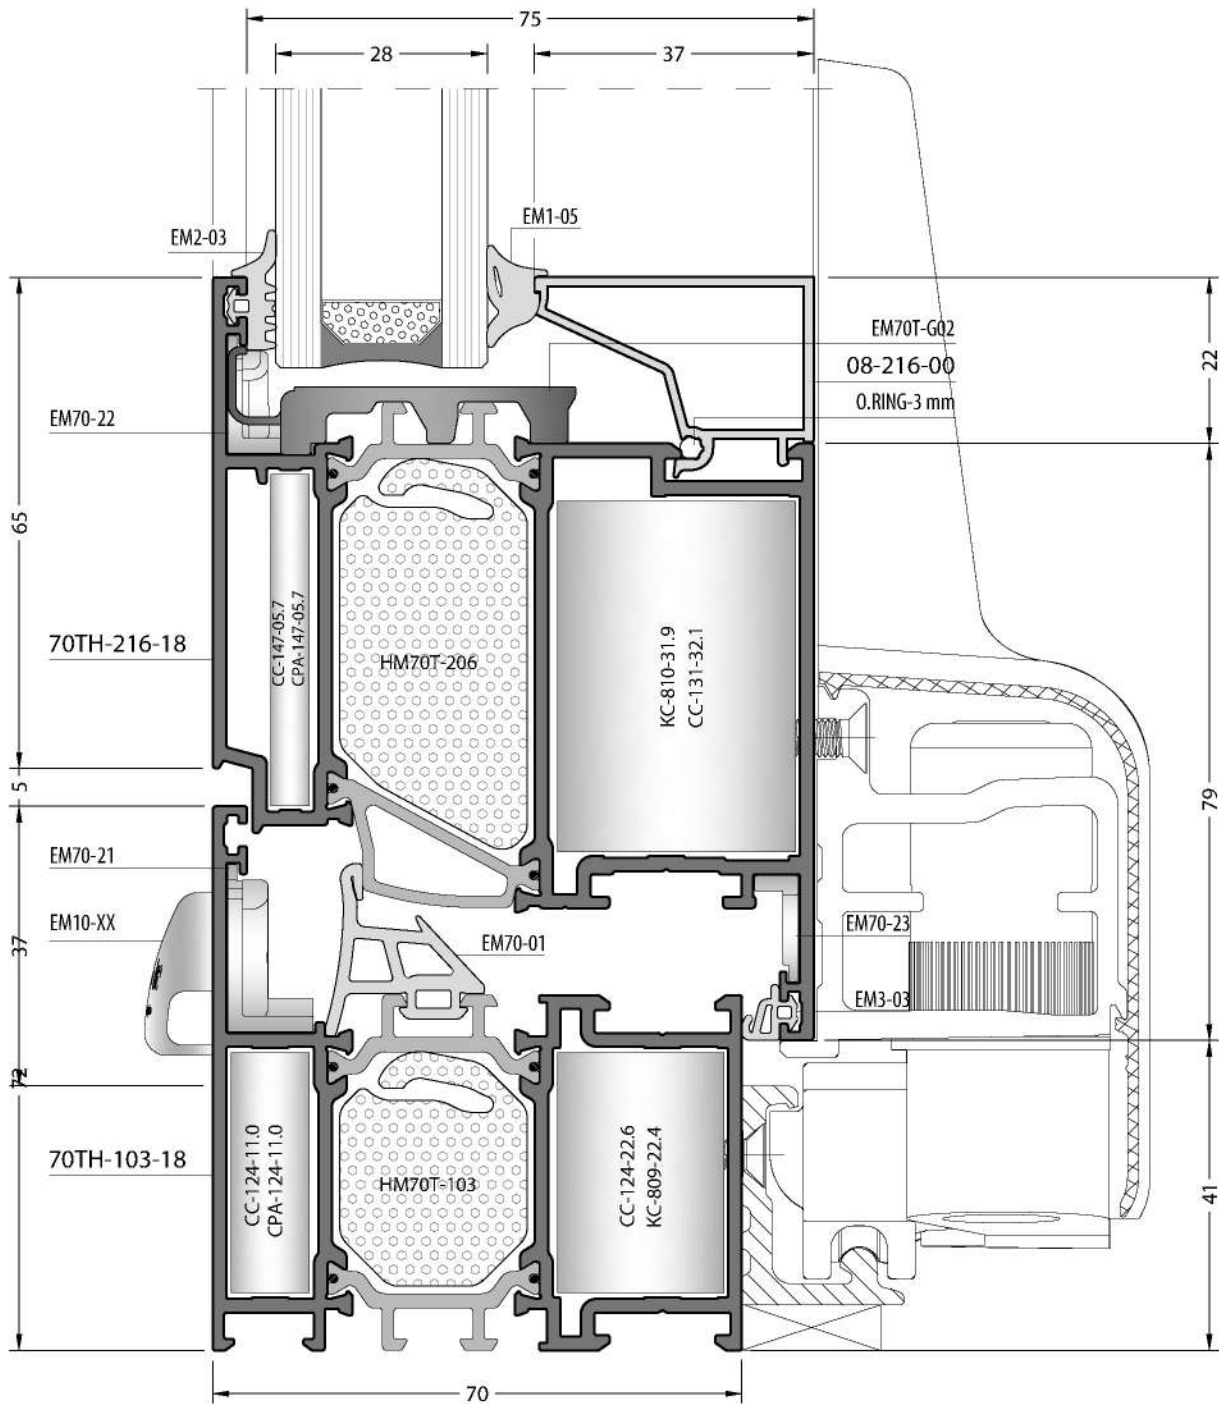 75
28
37
EM2-03
EM1-05
EM70T-G02
08-216-00
O.RING-3 mm
22
EM70-22
65
CC-147-05.7
CPA-147-05.7
70TH-216-18
HM70T-206
KC-810-31.9
CC-131-32.1
5
79
EM70-21
EM10-XX
37
EM70-01
EM70-23
EM3-03
72
70TH-103-18
CC-124-11.0
CPA-124-11.0
HM70T-103
CC-124-22.6
KC-809-22.4
41
70